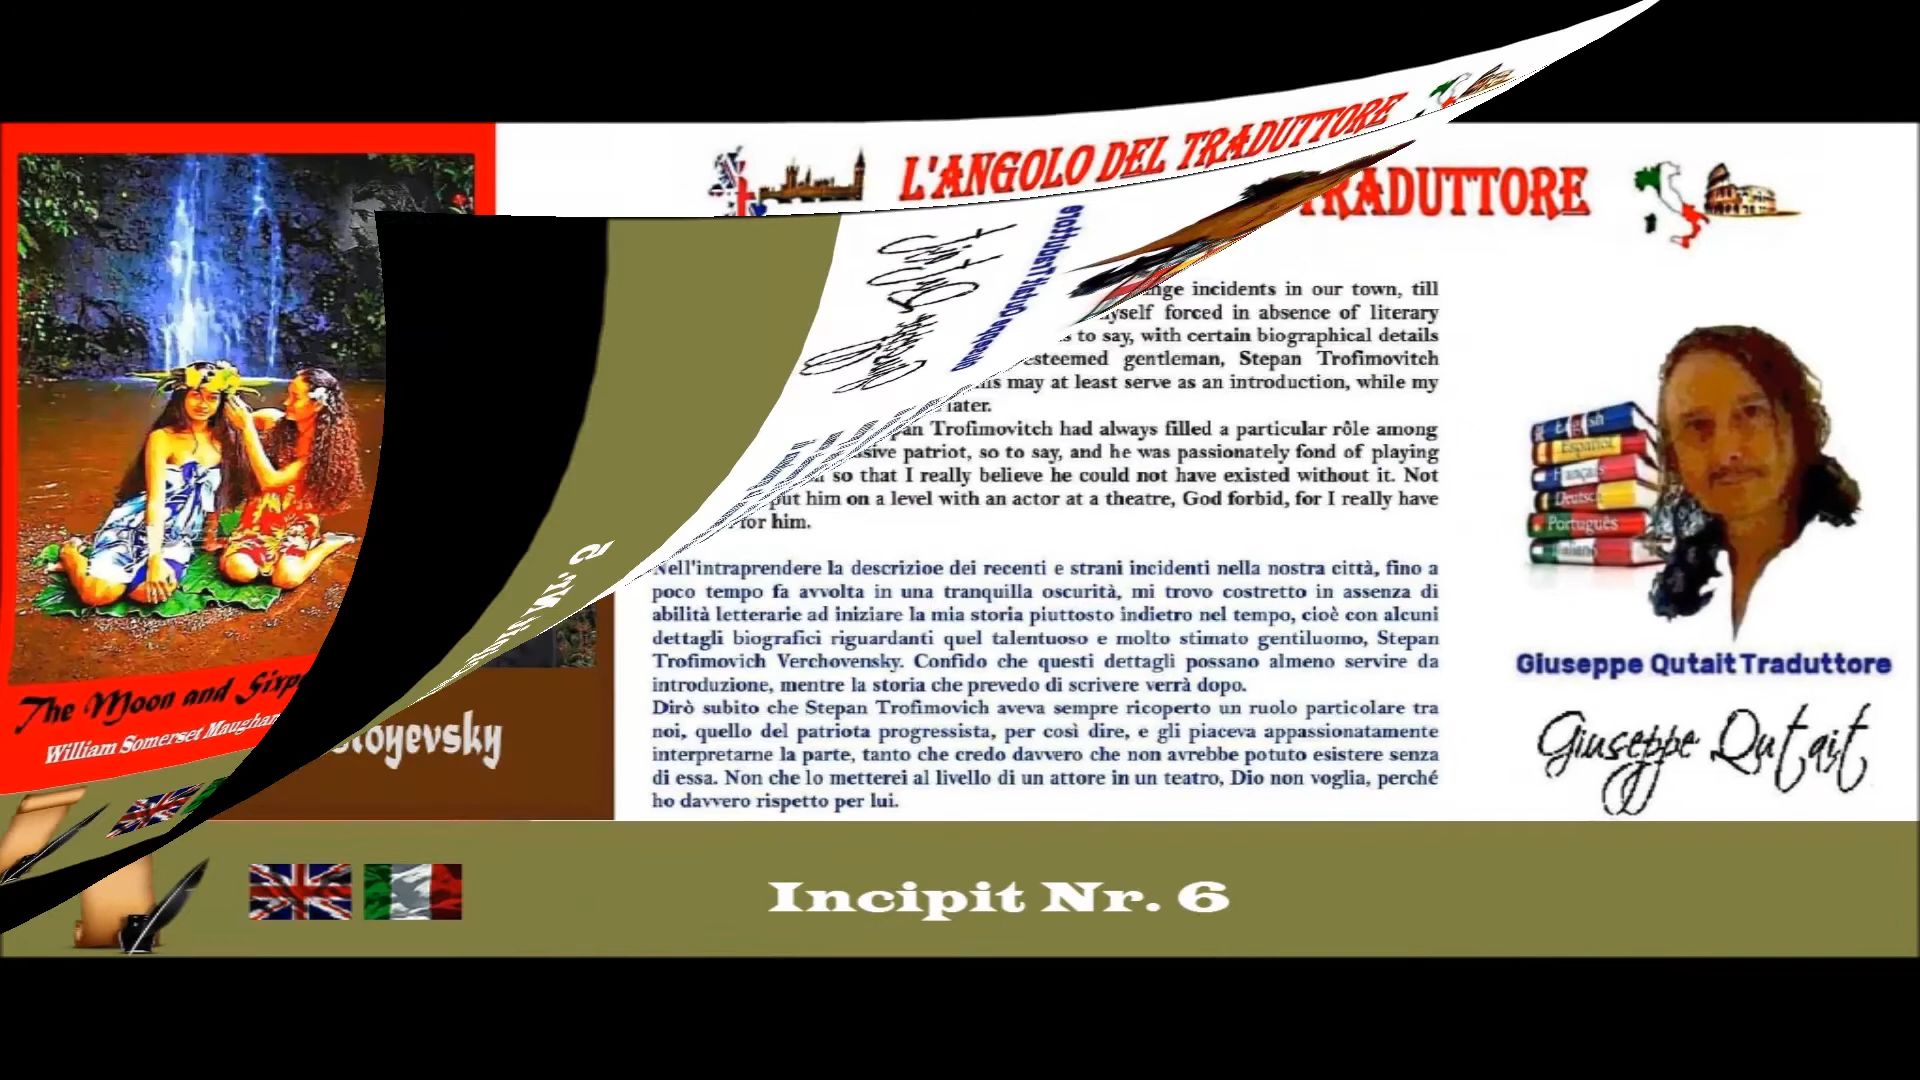 L'ANGOLO DEL TRADUTTORE
TRADUTTORE
incidents in our town, till
forced in absence of literary
to say, with certain biographical details
esteemed gentleman, Stepan Trofimovitch
may at least serve as an introduction, while my
later.
Trofimovitch had always filled a particular rôle among
patriot, so to say, and he was passionately fond of playing
so that I really believe he could not have existed without it. Not
put him on a level with an actor at a theatre, God forbid, for I really have
for him.
Nell'intraprendere la descrizioe dei recenti e strani incidenti nella nostra città, fino a
poco tempo fa avvolta in una tranquilla oscurità, mi trovo costretto in assenza di
abilità letterarie ad iniziare la mia storia piuttosto indietro nel tempo, cioè con alcuni
dettagli biografici riguardanti quel talentuoso e molto stimato gentiluomo, Stepan
Trofimovich Verchovensky. Confido che questi dettagli possano almeno servire da
introduzione, mentre la storia che prevedo di scrivere verrà dopo.
Dirò subito che Stepan Trofimovich aveva sempre ricoperto un ruolo particolare tra
noi, quello del patriota progressista, per così dire, e gli piaceva appassionatamente
interpretarne la parte, tanto che credo davvero che non avrebbe potuto esistere senza
di essa. Non che lo metterei al livello di un attore in un teatro, Dio non voglia, perché
ho davvero rispetto per lui.
English
Español
Français
Deutsch
Português
Italiano
Giuseppe Qutait Traduttore
Giuseppe Qutait
Giuseppe Qutait Traduttore
Giuseppe Qutait
The Moon and
William Somerset Maugham
toyevsky
Incipit Nr. 6